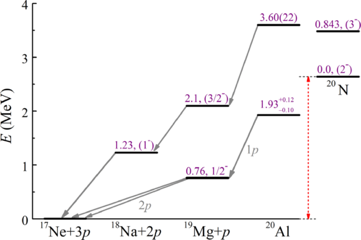 4
3
2
1
0
E (MeV)
3.60(22)
0.843, (3⁻)
0.0, (2⁻)
²⁰N
2.1, (3/2⁻)
1.93 +0.12 −0.10
1.23, (1⁻)
0.76, 1/2⁻
1p
2p
¹⁷Ne+3p ¹⁸Na+2p ¹⁹Mg+p ²⁰Al